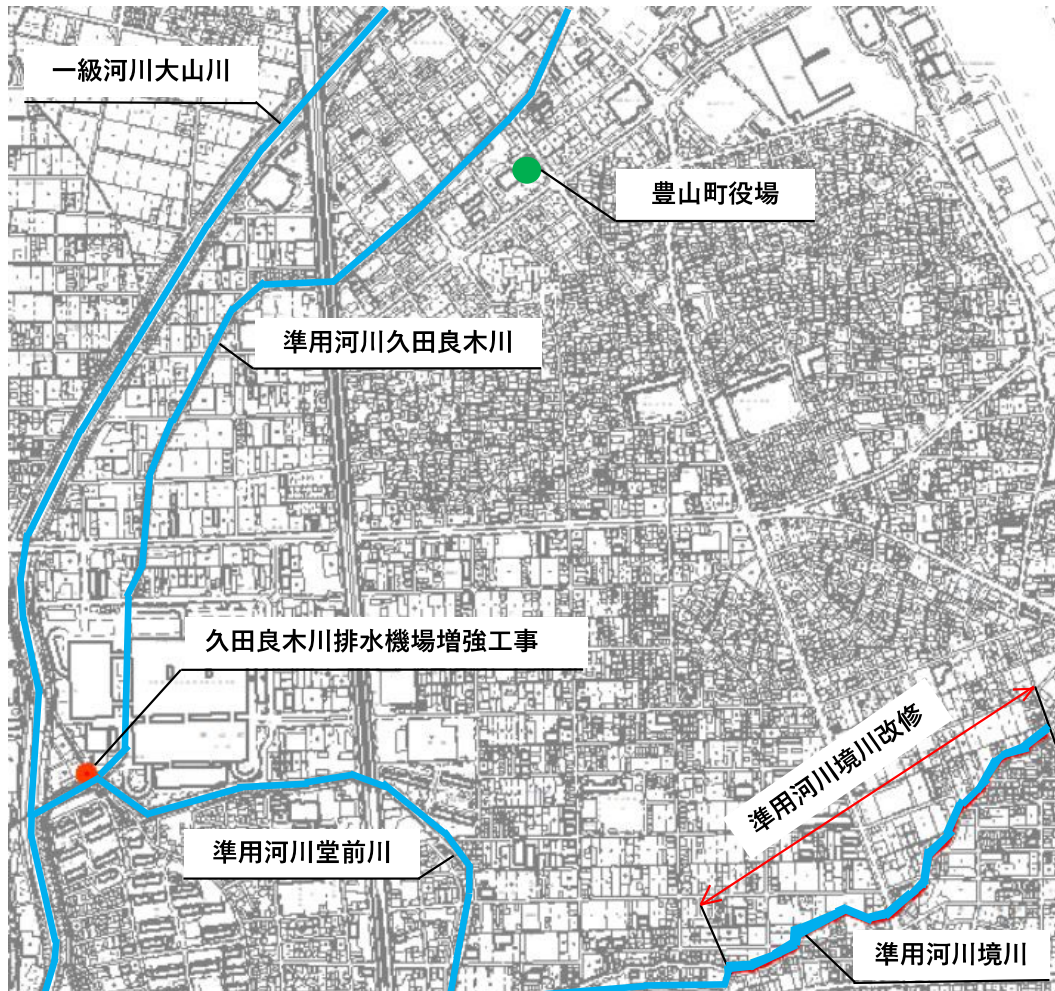 一級河川大山川
豊山町役場
準用河川久田良木川
久田良木川排水機場増強工事
準用河川境川改修
準用河川堂前川
準用河川境川